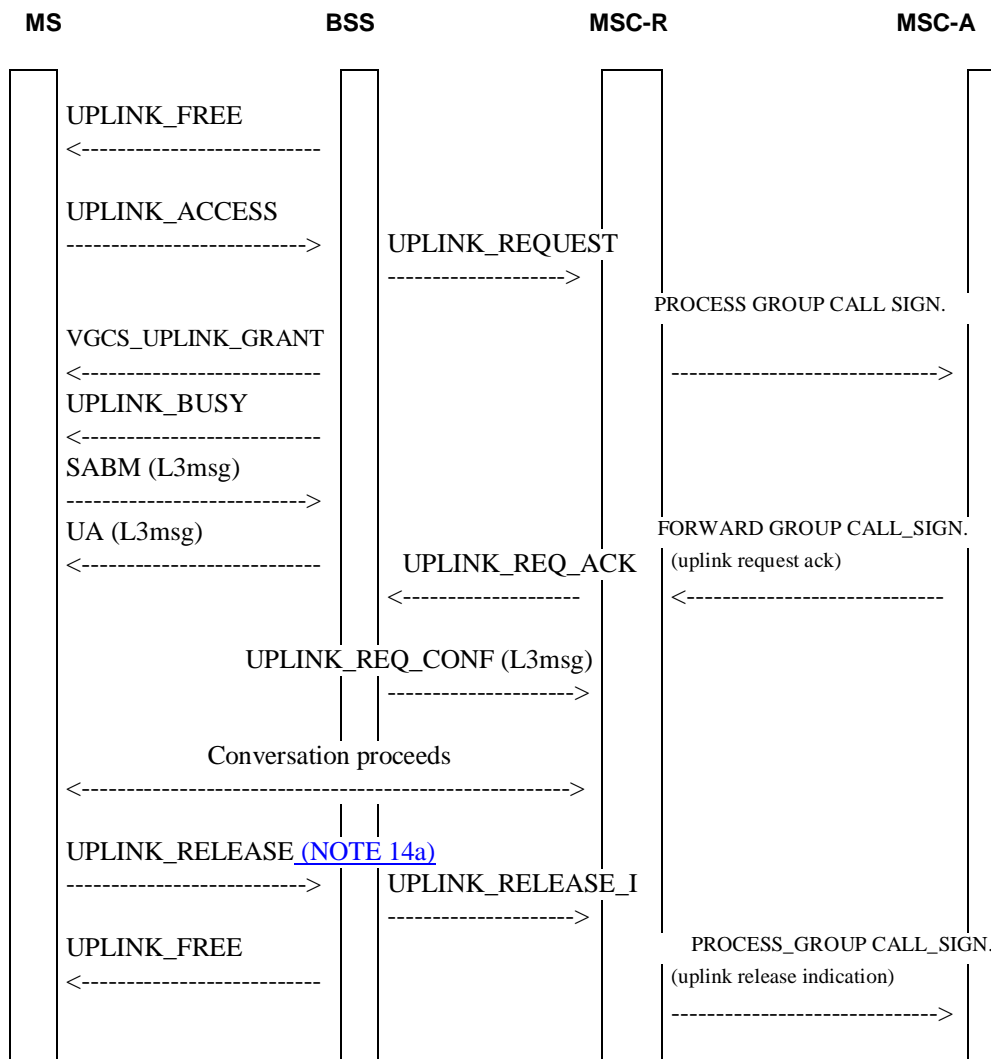 MS BSS MSC-R MSC-A
UPLINK_FREE
<---------------------------
UPLINK_ACCESS
---------------------------> UPLINK_REQUEST
-------------------->
PROCESS GROUP CALL SIGN.
VGCS_UPLINK_GRANT
<--------------------------- ------------------------------>
UPLINK_BUSY
<---------------------------
SABM (L3msg)
--------------------------->
UA (L3msg) FORWARD GROUP CALL_SIGN.
<--------------------------- UPLINK_REQ_ACK (uplink request ack)
<-------------------- <-----------------------------
UPLINK_REQ_CONF (L3msg)
--------------------->
Conversation proceeds
<------------------------------------------------------->
UPLINK_RELEASE (NOTE 14a)
---------------------------> UPLINK_RELEASE_I
--------------------->
UPLINK_FREE PROCESS_GROUP CALL_SIGN.
<--------------------------- (uplink release indication)
------------------------------>